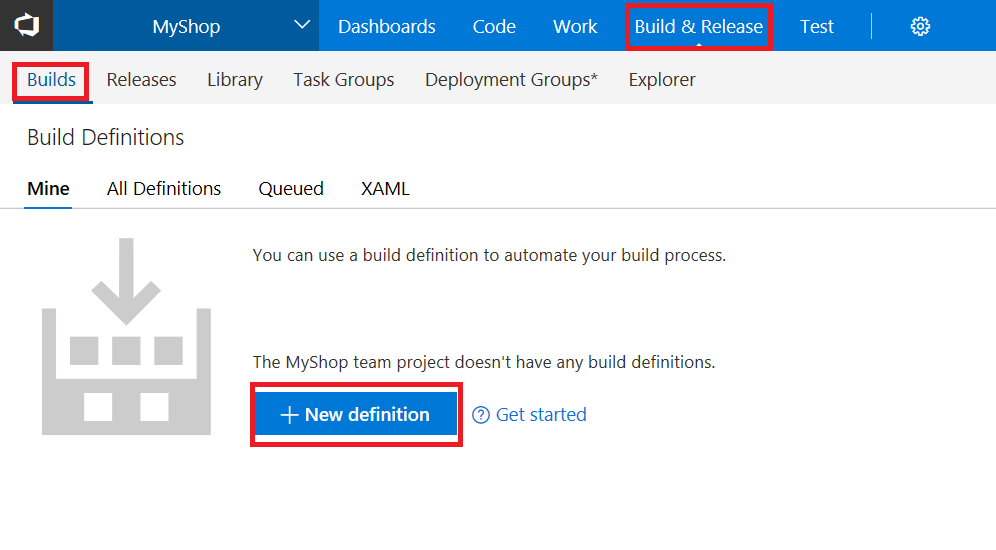 MyShop Dashboards Code Work Build & Release Test
Builds Releases Library Task Groups Deployment Groups* Explorer
Build Definitions
Mine All Definitions Queued XAML
You can use a build definition to automate your build process.
The MyShop team project doesn't have any build definitions.
+ New definition ? Get started